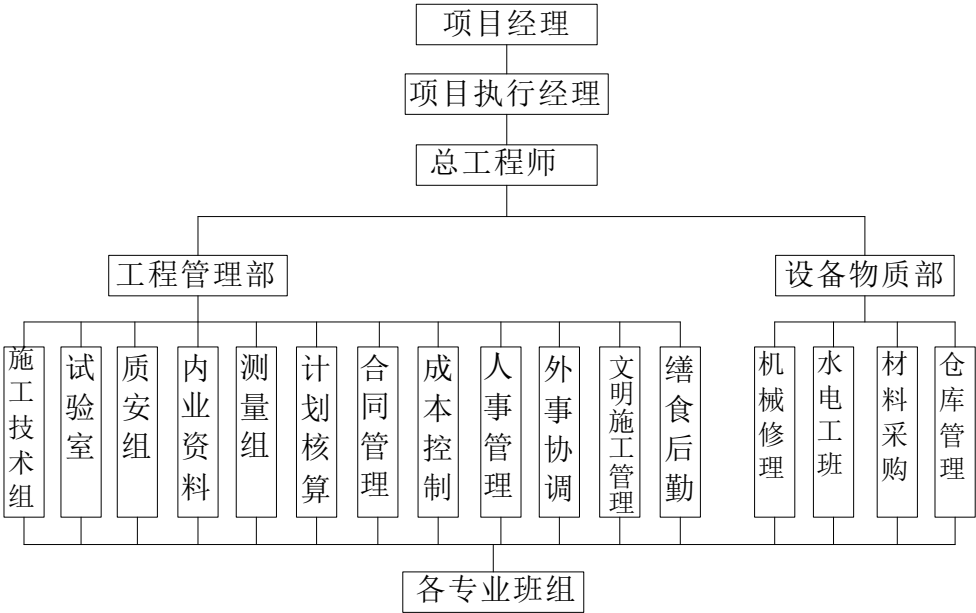 项目经理
项目执行经理
总工程师
工程管理部
设备物质部
施工技术组
试验室
质安组
内业资料
测量组
计划核算
合同管理
成本控制
人事管理
外事协调
文明施工管理
缮食后勤
机械修理
水电工班
材料采购
仓库管理
各专业班组